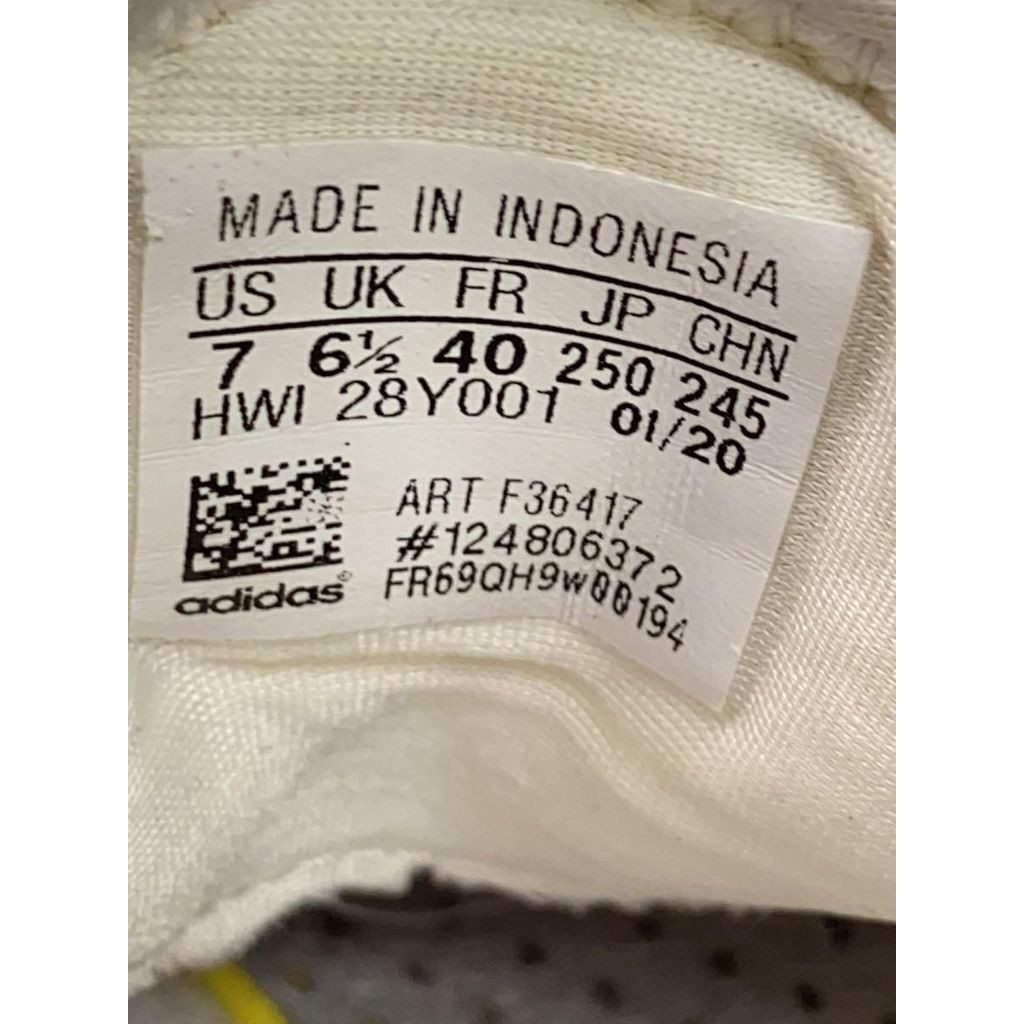 MADE IN INDONESIA
US UK FR JP CHN
7 6½ 40 250 245
HWI 28Y001 01/20
ART F36417
#124806372
FR69QH9W00194
adidas®